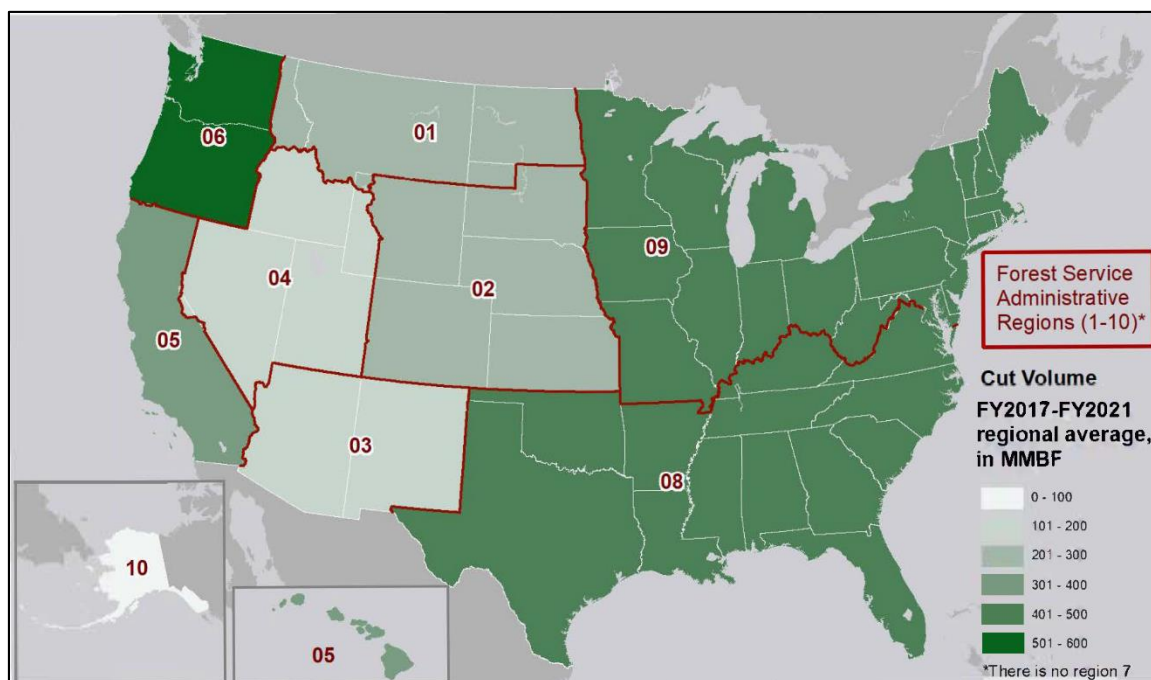 06
01
09
04
02
05
03
08
10
05
Forest Service
Administrative
Regions (1-10)*
Cut Volume
FY2017-FY2021
regional average,
in MMBF
0 - 100
101 - 200
201 - 300
301 - 400
401 - 500
501 - 600
*There is no region 7